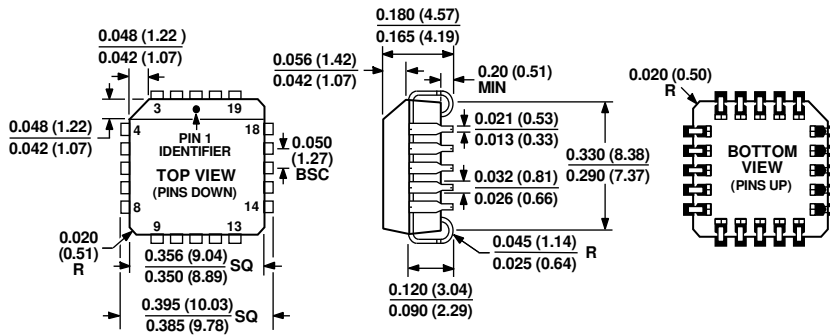 0.048 (1.22 )
0.042 (1.07)
0.048 (1.22)
0.042 (1.07)
3
19
4
18
PIN 1
IDENTIFIER
TOP VIEW
(PINS DOWN)
8
14
9
13
0.050
(1.27)
BSC
0.020
(0.51)
R
0.356 (9.04)
0.350 (8.89)
SQ
0.395 (10.03)
0.385 (9.78)
SQ
0.180 (4.57)
0.165 (4.19)
0.056 (1.42)
0.042 (1.07)
0.20 (0.51)
MIN
0.021 (0.53)
0.013 (0.33)
0.032 (0.81)
0.026 (0.66)
0.330 (8.38)
0.290 (7.37)
0.045 (1.14)
0.025 (0.64)
R
0.120 (3.04)
0.090 (2.29)
0.020 (0.50)
R
BOTTOM
VIEW
(PINS UP)